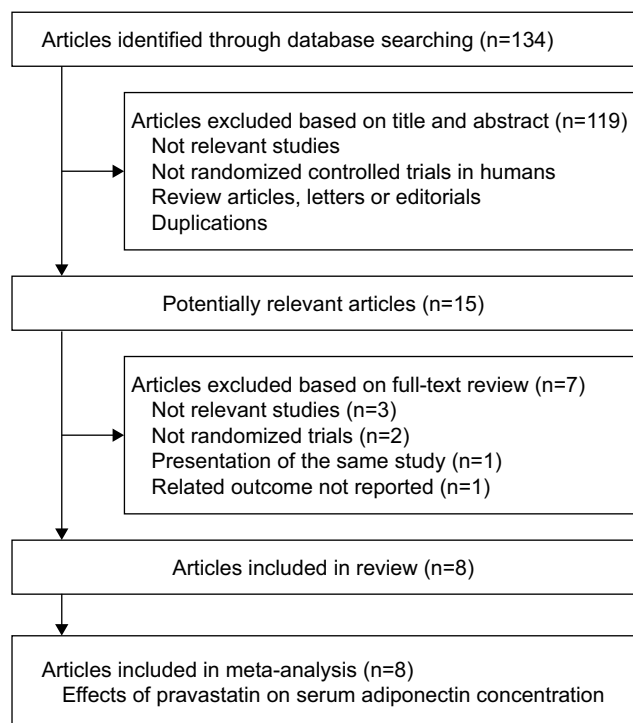 Articles identified through database searching (n=134)
Articles excluded based on title and abstract (n=119)
Not relevant studies
Not randomized controlled trials in humans
Review articles, letters or editorials
Duplications
Potentially relevant articles (n=15)
Articles excluded based on full-text review (n=7)
Not relevant studies (n=3)
Not randomized trials (n=2)
Presentation of the same study (n=1)
Related outcome not reported (n=1)
Articles included in review (n=8)
Articles included in meta-analysis (n=8)
Effects of pravastatin on serum adiponectin concentration